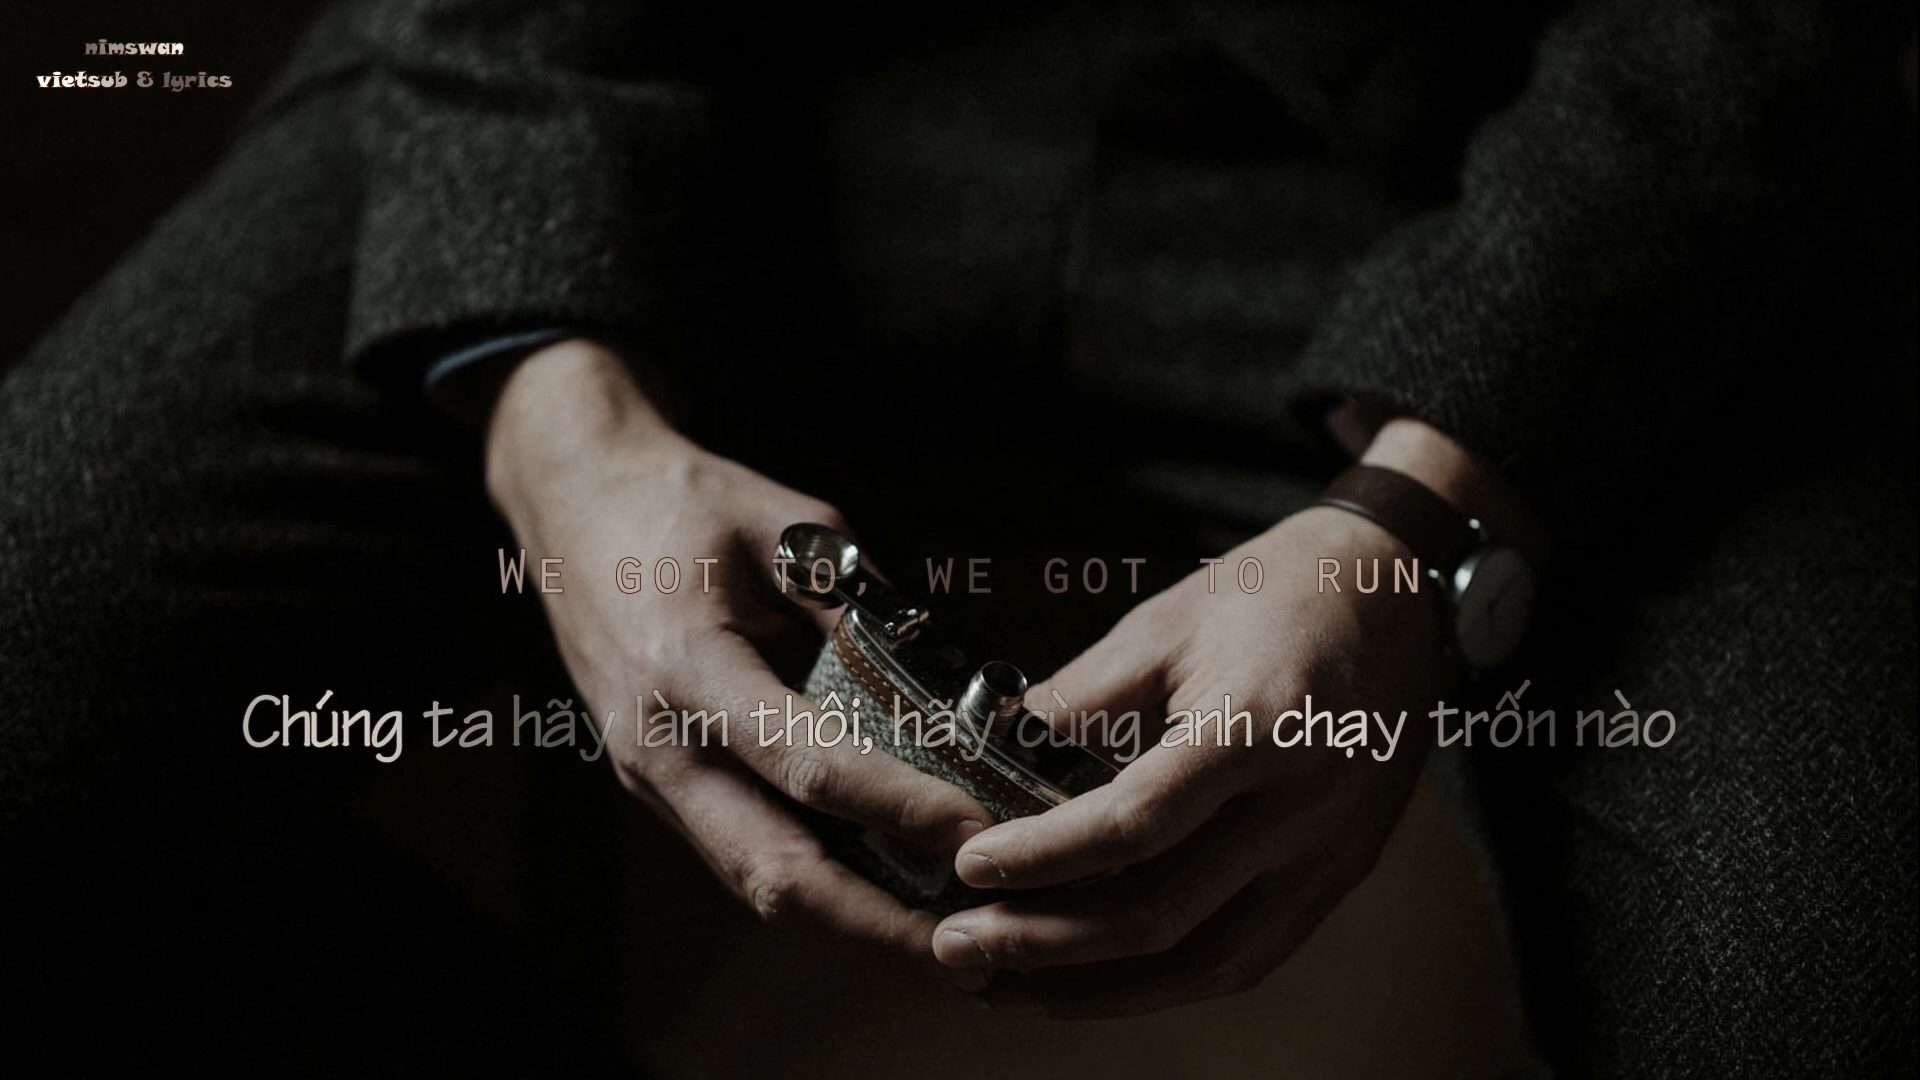 nimswan
vietsub & lyrics
We got to, we got to run
Chúng ta hãy làm thôi, hãy cùng anh chạy trốn nào